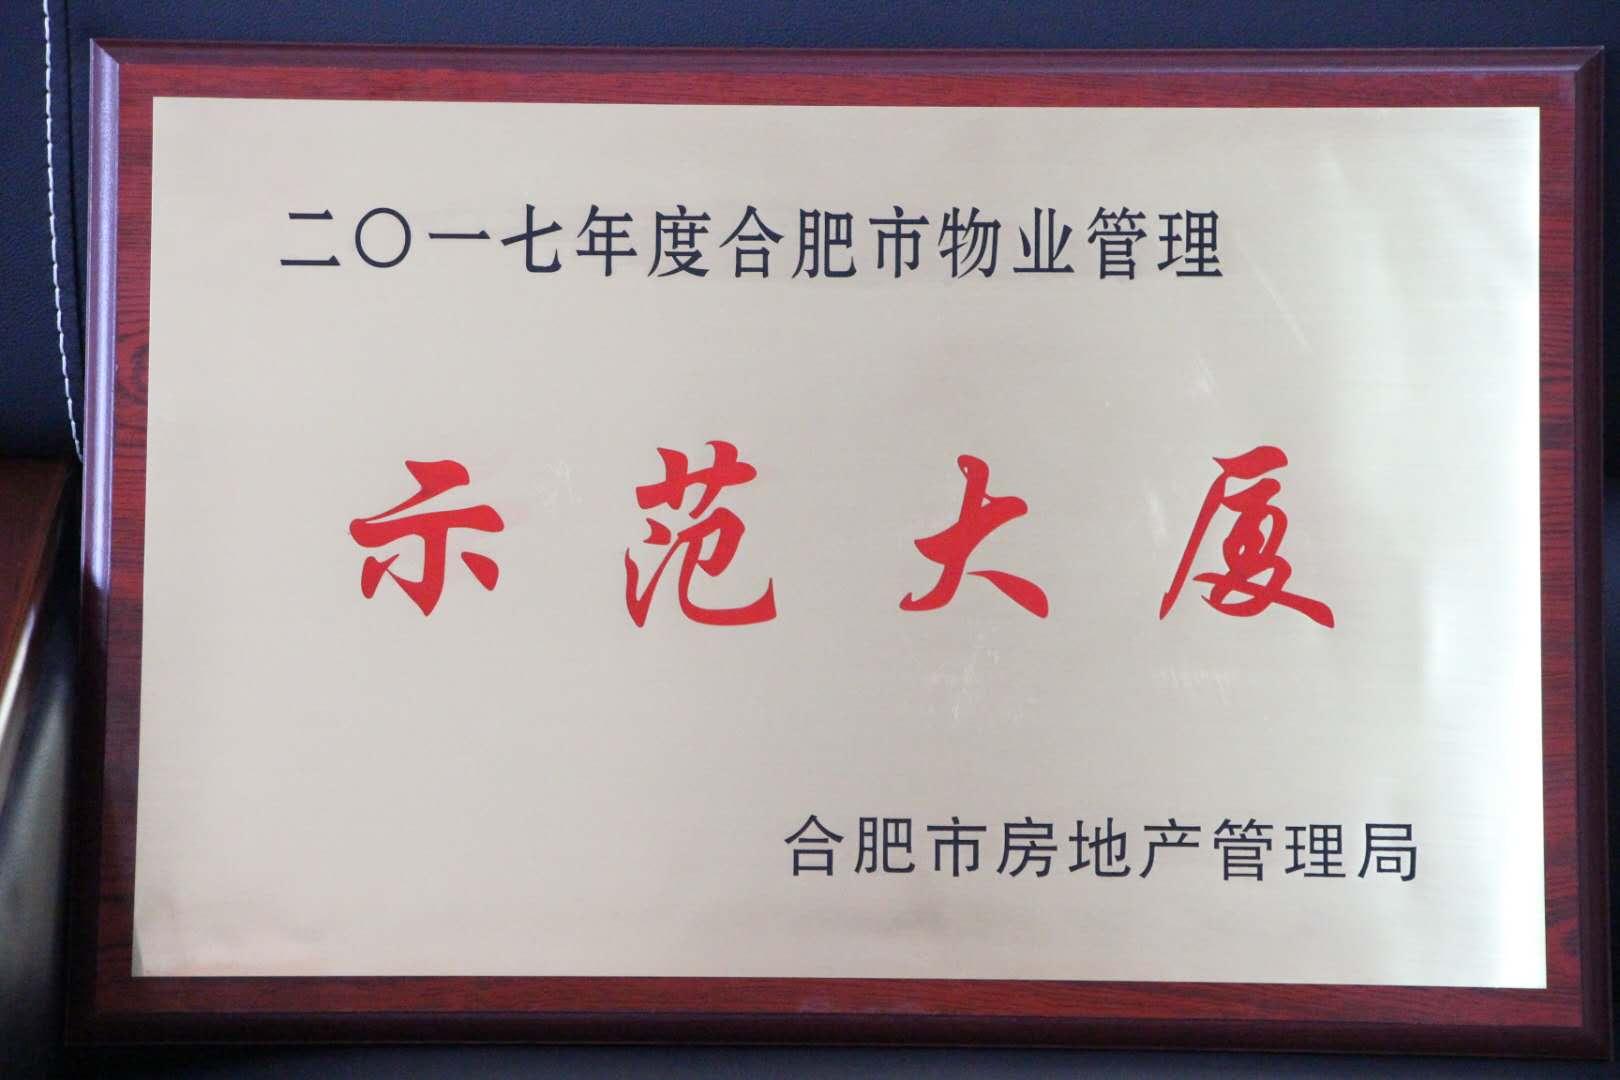 二〇一七年度合肥市物业管理
示范大厦
合肥市房地产管理局